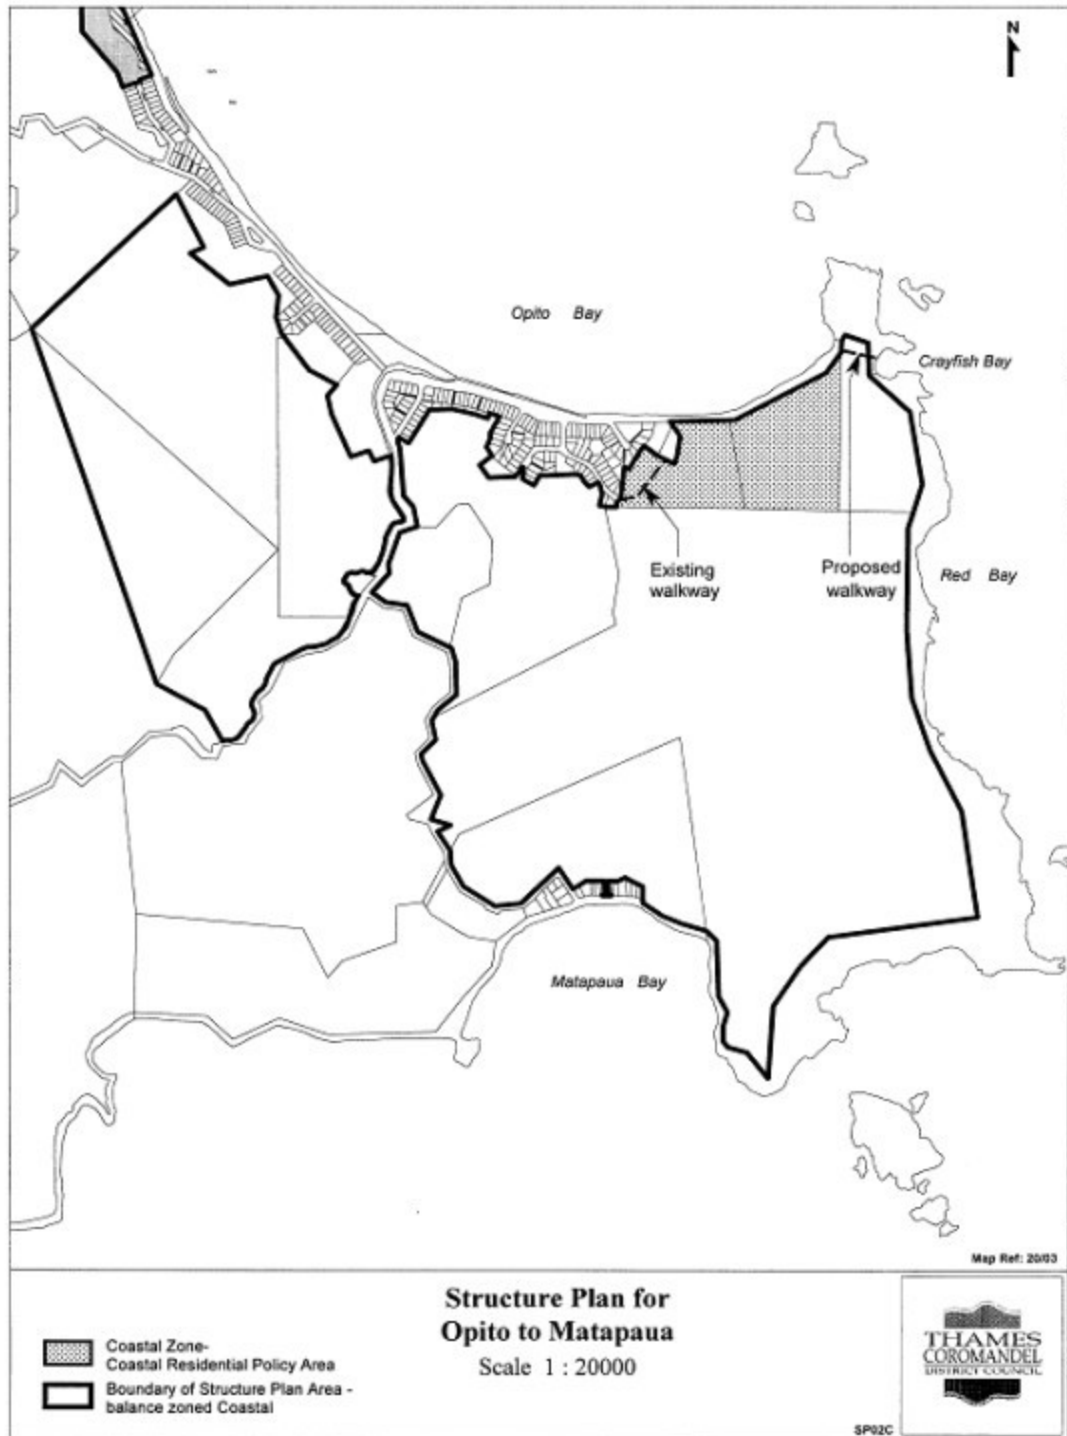 N
Opito Bay
Crayfish Bay
Existing
walkway
Proposed
walkway
Red Bay
Matapaua Bay
Map Ref: 20/03
Structure Plan for
Opito to Matapaua
Scale 1 : 20000
Coastal Zone-
Coastal Residential Policy Area
Boundary of Structure Plan Area -
balance zoned Coastal
THAMES
COROMANDEL
DISTRICT COUNCIL
SP02C